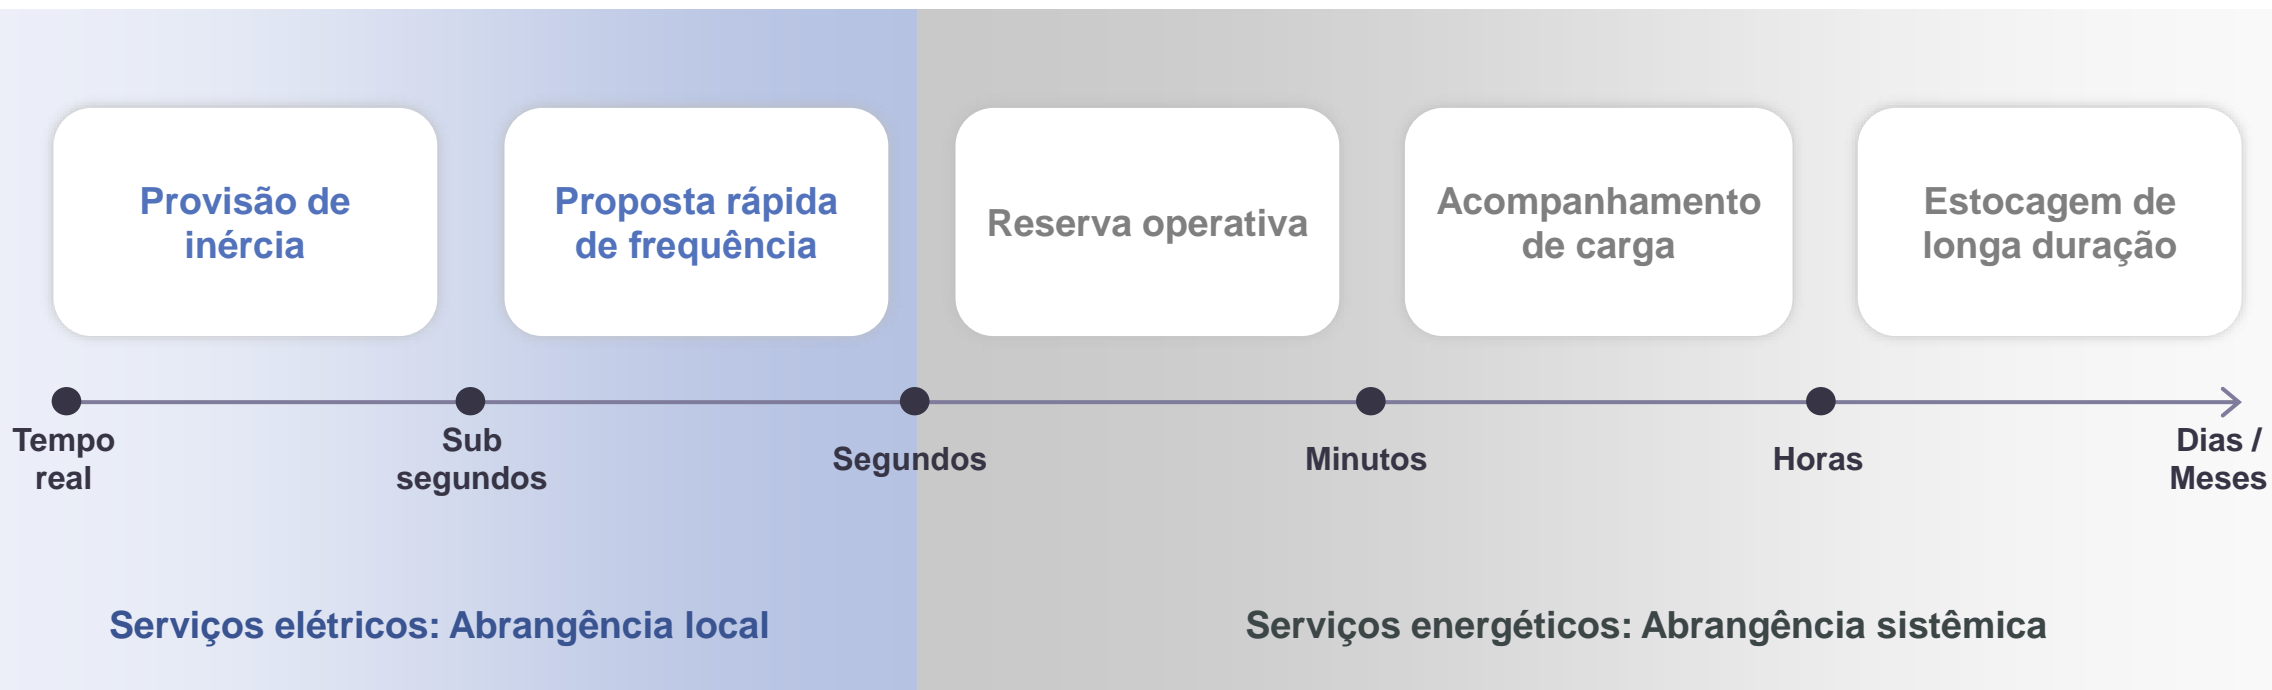 Provisão de
inércia
Proposta rápida
de frequência
Reserva operativa
Acompanhamento
de carga
Estocagem de
longa duração
Tempo
real
Sub
segundos
Segundos
Minutos
Horas
Dias /
Meses
Serviços elétricos: Abrangência local
Serviços energéticos: Abrangência sistêmica